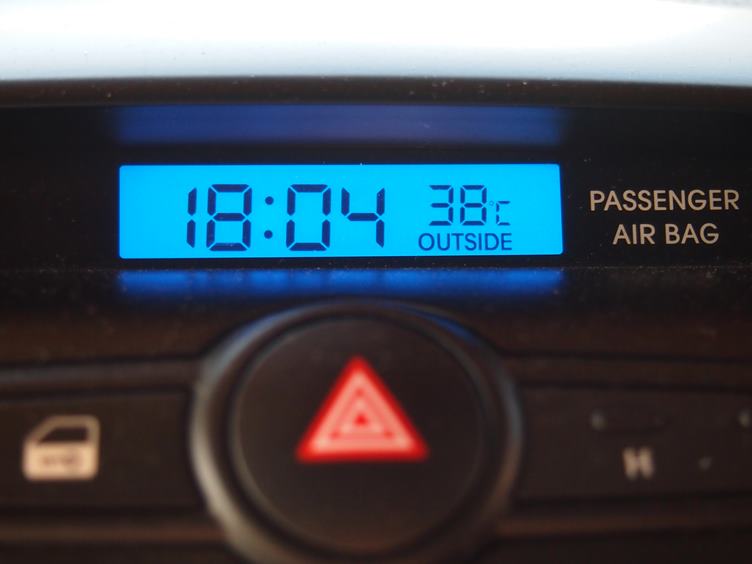 18:04 38°C
OUTSIDE
PASSENGER
AIR BAG
H